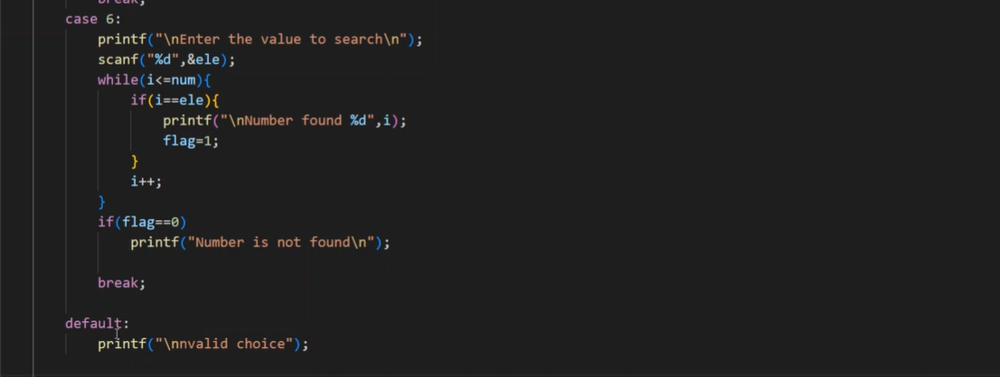 break;
case 6:
printf("\nEnter the value to search\n");
scanf("%d",&ele);
while(i<=num){
if(i==ele){
printf("\nNumber found %d",i);
flag=1;
}
i++;
}
if(flag==0)
printf("Number is not found\n");
break;
default:
printf("\nnvalid choice");